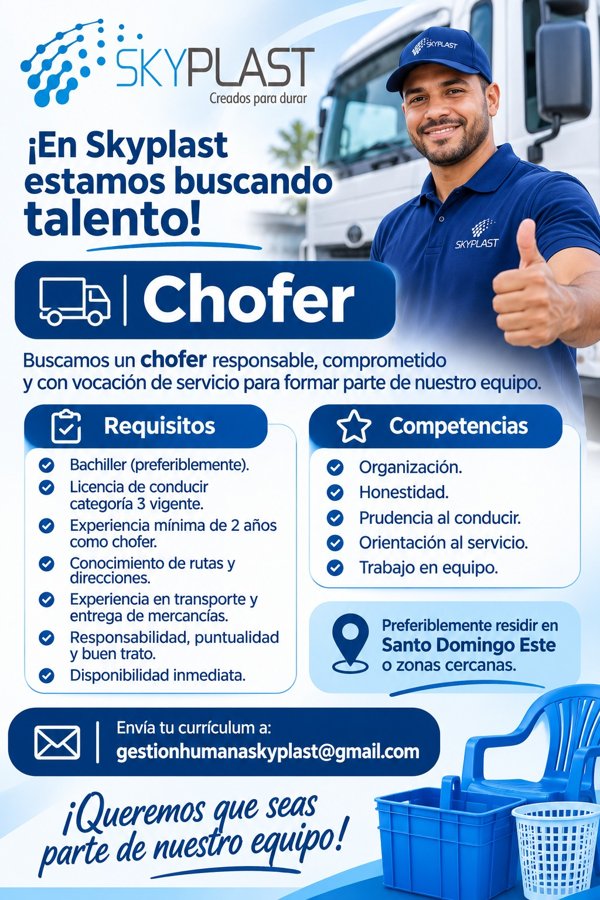 SKYPLAST
Creados para durar
SKYPLAST
¡En Skyplast
estamos buscando
talento!
SKYPLAST
Chofer
Buscamos un chofer responsable, comprometido
y con vocación de servicio para formar parte de nuestro equipo.
Requisitos
Bachiller (preferiblemente).
Licencia de conducir
categoría 3 vigente.
Experiencia mínima de 2 años
como chofer.
Conocimiento de rutas y
direcciones.
Experiencia en transporte y
entrega de mercancías.
Responsabilidad, puntualidad
y buen trato.
Disponibilidad inmediata.
Competencias
Organización.
Honestidad.
Prudencia al conducir.
Orientación al servicio.
Trabajo en equipo.
Preferiblemente residir en
Santo Domingo Este
o zonas cercanas.
Envía tu currículum a:
gestionhumanaskyplast@gmail.com
¡Queremos que seas
parte de nuestro equipo!